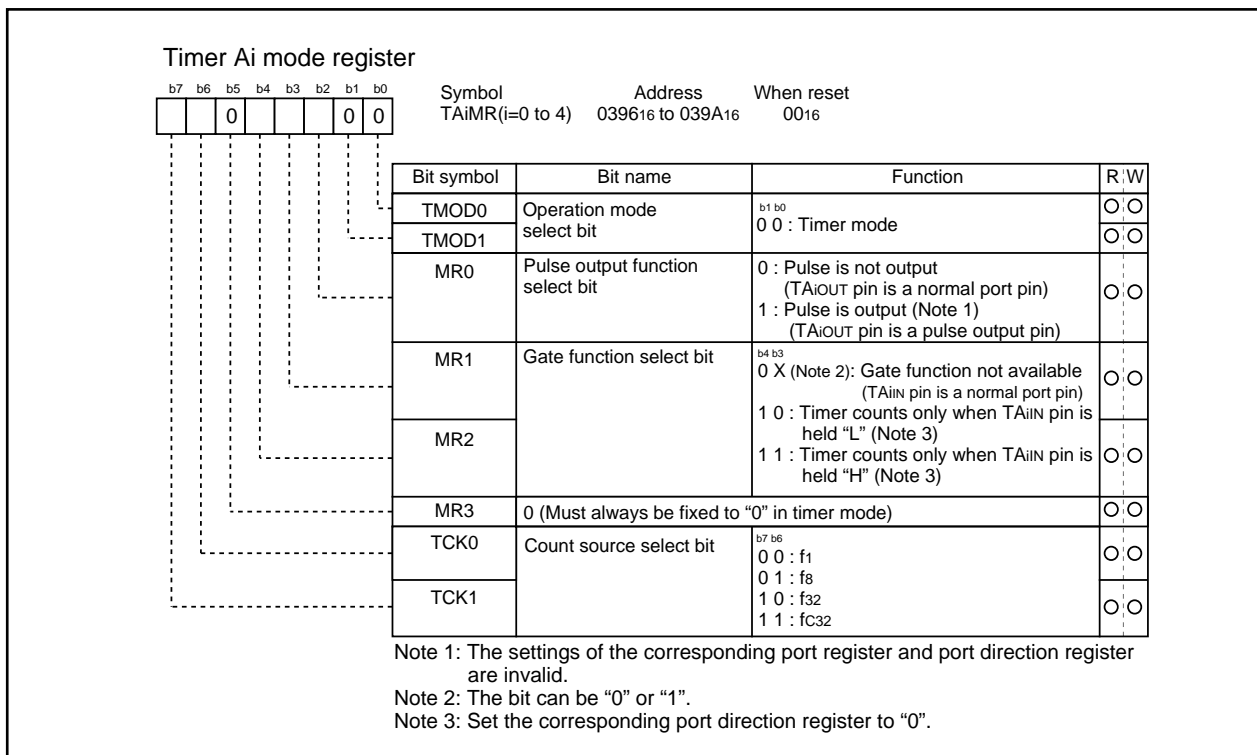 Timer Ai mode register
b7 b6 b5 b4 b3 b2 b1 b0
0 0 0
Symbol Address When reset
TAiMR(i=0 to 4) 039616 to 039A16 0016
Bit symbol Bit name Function R W
TMOD0 Operation mode select bit b1 b0
0 0 : Timer mode
TMOD1
MR0 Pulse output function select bit 0 : Pulse is not output
(TAiOUT pin is a normal port pin)
1 : Pulse is output (Note 1)
(TAiOUT pin is a pulse output pin)
MR1 Gate function select bit b4 b3
0 X (Note 2): Gate function not available
(TAiIN pin is a normal port pin)
1 0 : Timer counts only when TAiIN pin is
held “L” (Note 3)
MR2 1 1 : Timer counts only when TAiIN pin is
held “H” (Note 3)
MR3 0 (Must always be fixed to “0” in timer mode)
TCK0 Count source select bit b7 b6
0 0 : f1
0 1 : f8
TCK1 1 0 : f32
1 1 : fC32
Note 1: The settings of the corresponding port register and port direction register
are invalid.
Note 2: The bit can be “0” or “1”.
Note 3: Set the corresponding port direction register to “0”.